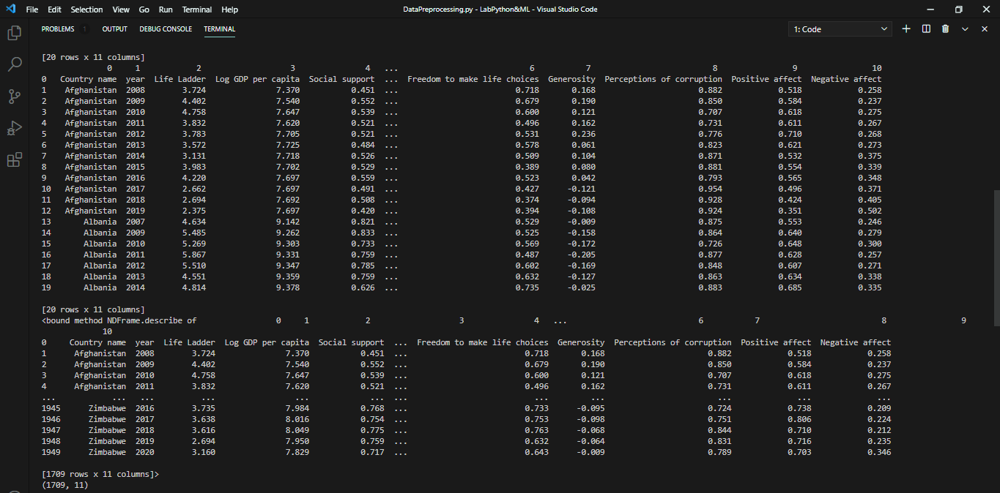 File Edit Selection View Go Run Terminal Help DataPreprocessing.py - LabPython&ML - Visual Studio Code
PROBLEMS 1 OUTPUT DEBUG CONSOLE TERMINAL 1: Code
[20 rows x 11 columns]
0 1 2 3 4 ... 6 7 8 9 10
0 Country name year Life Ladder Log GDP per capita Social support ... Freedom to make life choices Generosity Perceptions of corruption Positive affect Negative affect
1 Afghanistan 2008 3.724 7.370 0.451 ... 0.718 0.168 0.882 0.518 0.258
2 Afghanistan 2009 4.402 7.540 0.552 ... 0.679 0.190 0.850 0.584 0.237
3 Afghanistan 2010 4.758 7.647 0.539 ... 0.600 0.121 0.707 0.618 0.275
4 Afghanistan 2011 3.832 7.620 0.521 ... 0.496 0.162 0.731 0.611 0.267
5 Afghanistan 2012 3.783 7.705 0.521 ... 0.531 0.236 0.776 0.710 0.268
6 Afghanistan 2013 3.572 7.725 0.484 ... 0.578 0.061 0.823 0.621 0.273
7 Afghanistan 2014 3.131 7.718 0.526 ... 0.509 0.104 0.871 0.532 0.375
8 Afghanistan 2015 3.983 7.702 0.529 ... 0.389 0.080 0.881 0.554 0.339
9 Afghanistan 2016 4.220 7.697 0.559 ... 0.523 0.042 0.793 0.565 0.348
10 Afghanistan 2017 2.662 7.697 0.491 ... 0.427 -0.121 0.954 0.496 0.371
11 Afghanistan 2018 2.694 7.692 0.508 ... 0.374 -0.094 0.928 0.424 0.405
12 Afghanistan 2019 2.375 7.697 0.420 ... 0.394 -0.108 0.924 0.351 0.502
13 Albania 2007 4.634 9.142 0.821 ... 0.529 -0.009 0.875 0.553 0.246
14 Albania 2009 5.485 9.262 0.833 ... 0.525 -0.158 0.864 0.640 0.279
15 Albania 2010 5.269 9.303 0.733 ... 0.569 -0.172 0.726 0.648 0.300
16 Albania 2011 5.867 9.331 0.759 ... 0.487 -0.205 0.877 0.628 0.257
17 Albania 2012 5.510 9.347 0.785 ... 0.602 -0.169 0.848 0.607 0.271
18 Albania 2013 4.551 9.359 0.759 ... 0.632 -0.127 0.863 0.634 0.338
19 Albania 2014 4.814 9.378 0.626 ... 0.735 -0.025 0.883 0.685 0.335
[20 rows x 11 columns]
<bound method NDFrame.describe of 0 1 2 3 4 ... 6 7 8 9
10
0 Country name year Life Ladder Log GDP per capita Social support ... Freedom to make life choices Generosity Perceptions of corruption Positive affect Negative affect
1 Afghanistan 2008 3.724 7.370 0.451 ... 0.718 0.168 0.882 0.518 0.258
2 Afghanistan 2009 4.402 7.540 0.552 ... 0.679 0.190 0.850 0.584 0.237
3 Afghanistan 2010 4.758 7.647 0.539 ... 0.600 0.121 0.707 0.618 0.275
4 Afghanistan 2011 3.832 7.620 0.521 ... 0.496 0.162 0.731 0.611 0.267
... ... ... ... ... ... ... ... ... ... ... ...
1945 Zimbabwe 2016 3.735 7.984 0.768 ... 0.733 -0.095 0.724 0.738 0.209
1946 Zimbabwe 2017 3.638 8.016 0.754 ... 0.753 -0.098 0.751 0.806 0.224
1947 Zimbabwe 2018 3.616 8.049 0.775 ... 0.763 -0.068 0.844 0.710 0.212
1948 Zimbabwe 2019 2.694 7.950 0.759 ... 0.632 -0.064 0.831 0.716 0.235
1949 Zimbabwe 2020 3.160 7.829 0.717 ... 0.643 -0.009 0.789 0.703 0.346
[1709 rows x 11 columns]>
(1709, 11)